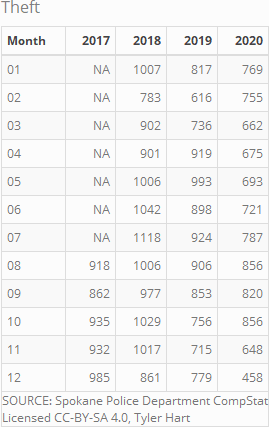 Theft
Month 2017 2018 2019 2020
01 NA 1007 817 769
02 NA 783 616 755
03 NA 902 736 662
04 NA 901 919 675
05 NA 1006 993 693
06 NA 1042 898 721
07 NA 1118 924 787
08 918 1006 906 856
09 862 977 853 820
10 935 1029 756 856
11 932 1017 715 648
12 985 861 779 458
SOURCE: Spokane Police Department CompStat
Licensed CC-BY-SA 4.0, Tyler Hart